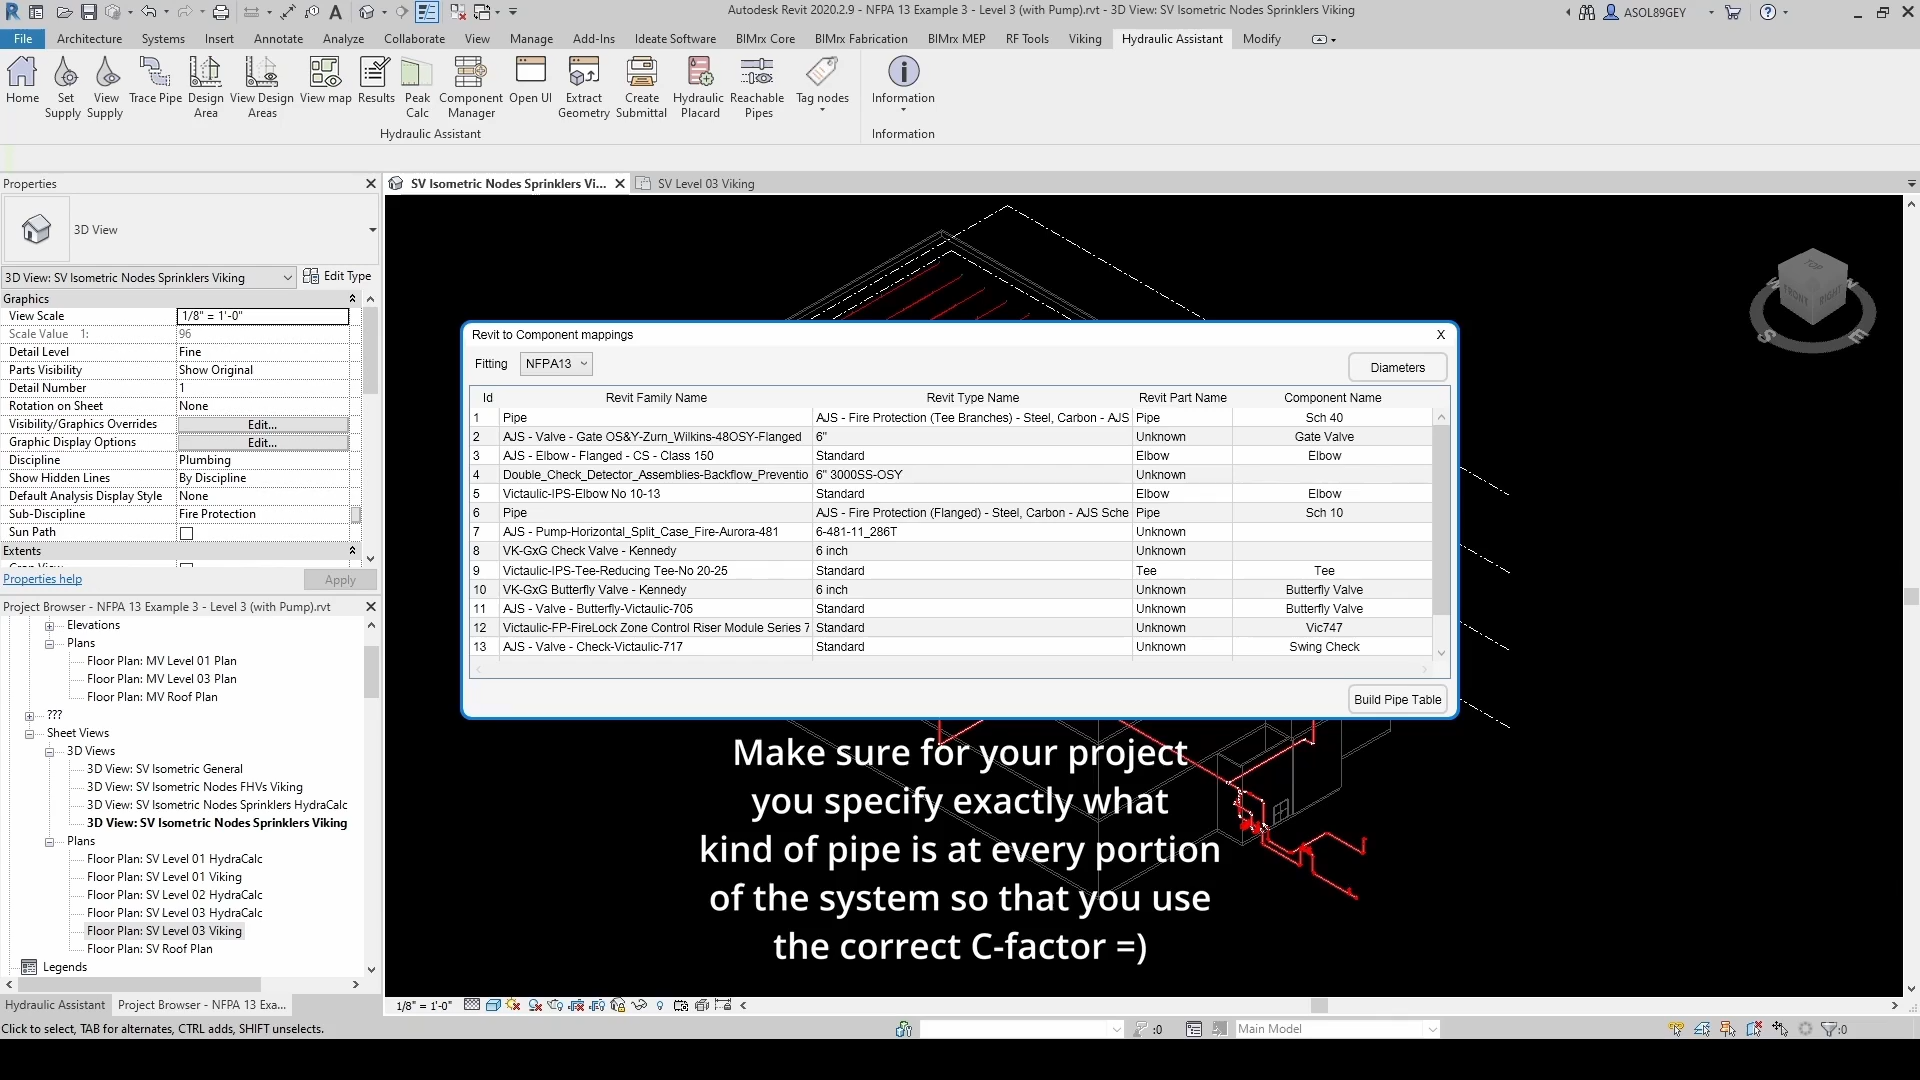 Autodesk Revit 2020.2.9 - NFPA 13 Example 3 - Level 3 (with Pump).rvt - 3D View: SV Isometric Nodes Sprinklers Viking
ASOL89GEY
File Architecture Systems Insert Annotate Analyze Collaborate View Manage Add-Ins Ideate Software BIMrx Core BIMrx Fabrication BIMrx MEP RF Tools Viking Hydraulic Assistant Modify
Home Set Supply View Supply Trace Pipe Design Area View Design Areas View map Results Peak Calc Component Manager Open UI Extract Geometry Create Submittal Hydraulic Placard Reachable Pipes Tag nodes Information
Hydraulic Assistant Information
Properties
SV Isometric Nodes Sprinklers Vi...
SV Level 03 Viking
3D View
3D View: SV Isometric Nodes Sprinklers Viking Edit Type
Graphics
View Scale 1/8" = 1'-0"
Scale Value 1: 96
Detail Level Fine
Parts Visibility Show Original
Detail Number 1
Rotation on Sheet None
Visibility/Graphics Overrides Edit...
Graphic Display Options Edit...
Discipline Plumbing
Show Hidden Lines By Discipline
Default Analysis Display Style None
Sub-Discipline Fire Protection
Sun Path
Extents
Properties help Apply
Project Browser - NFPA 13 Example 3 - Level 3 (with Pump).rvt
Elevations
Plans
Floor Plan: MV Level 01 Plan
Floor Plan: MV Level 03 Plan
Floor Plan: MV Roof Plan
???
Sheet Views
3D Views
3D View: SV Isometric General
3D View: SV Isometric Nodes FHVs Viking
3D View: SV Isometric Nodes Sprinklers HydraCalc
3D View: SV Isometric Nodes Sprinklers Viking
Plans
Floor Plan: SV Level 01 HydraCalc
Floor Plan: SV Level 01 Viking
Floor Plan: SV Level 02 HydraCalc
Floor Plan: SV Level 03 HydraCalc
Floor Plan: SV Level 03 Viking
Floor Plan: SV Roof Plan
Legends
Hydraulic Assistant Project Browser - NFPA 13 Exa...
Click to select, TAB for alternates, CTRL adds, SHIFT unselects.
TOP
FRONT RIGHT
S E
Revit to Component mappings X
Fitting NFPA13 Diameters
Id Revit Family Name Revit Type Name Revit Part Name Component Name
1 Pipe AJS - Fire Protection (Tee Branches) - Steel, Carbon - AJS Pipe Sch 40
2 AJS - Valve - Gate OS&Y-Zurn_Wilkins-48OSY-Flanged 6" Unknown Gate Valve
3 AJS - Elbow - Flanged - CS - Class 150 Standard Elbow Elbow
4 Double_Check_Detector_Assemblies-Backflow_Preventio 6" 3000SS-OSY Unknown
5 Victaulic-IPS-Elbow No 10-13 Standard Elbow Elbow
6 Pipe AJS - Fire Protection (Flanged) - Steel, Carbon - AJS Sche Pipe Sch 10
7 AJS - Pump-Horizontal_Split_Case_Fire-Aurora-481 6-481-11_286T Unknown
8 VK-GxG Check Valve - Kennedy 6 inch Unknown
9 Victaulic-IPS-Tee-Reducing Tee-No 20-25 Standard Tee Tee
10 VK-GxG Butterfly Valve - Kennedy 6 inch Unknown Butterfly Valve
11 AJS - Valve - Butterfly-Victaulic-705 Standard Unknown Butterfly Valve
12 Victaulic-FP-FireLock Zone Control Riser Module Series 7 Standard Unknown Vic747
13 AJS - Valve - Check-Victaulic-717 Standard Unknown Swing Check
Build Pipe Table
Make sure for your project
you specify exactly what
kind of pipe is at every portion
of the system so that you use
the correct C-factor =)
1/8" = 1'-0"
:0 Main Model :0